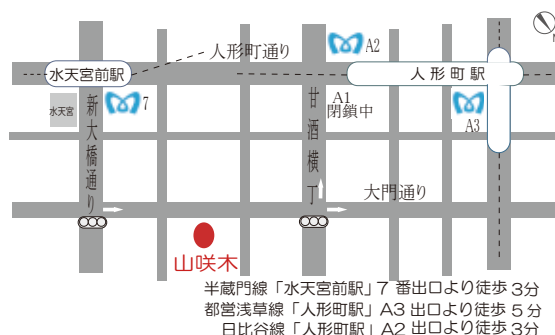 N
A2
人形町通り
水天宮前駅
人形町駅
7
A1
閉鎖中
水天宮
A3
新大橋通り
甘酒横丁
大門通り
山咲木
半蔵門線「水天宮前駅」7 番出口より徒歩 3分
都営浅草線「人形町駅」A3 出口より徒歩 5 分
日比谷線「人形町駅」A2 出口より徒歩 3分